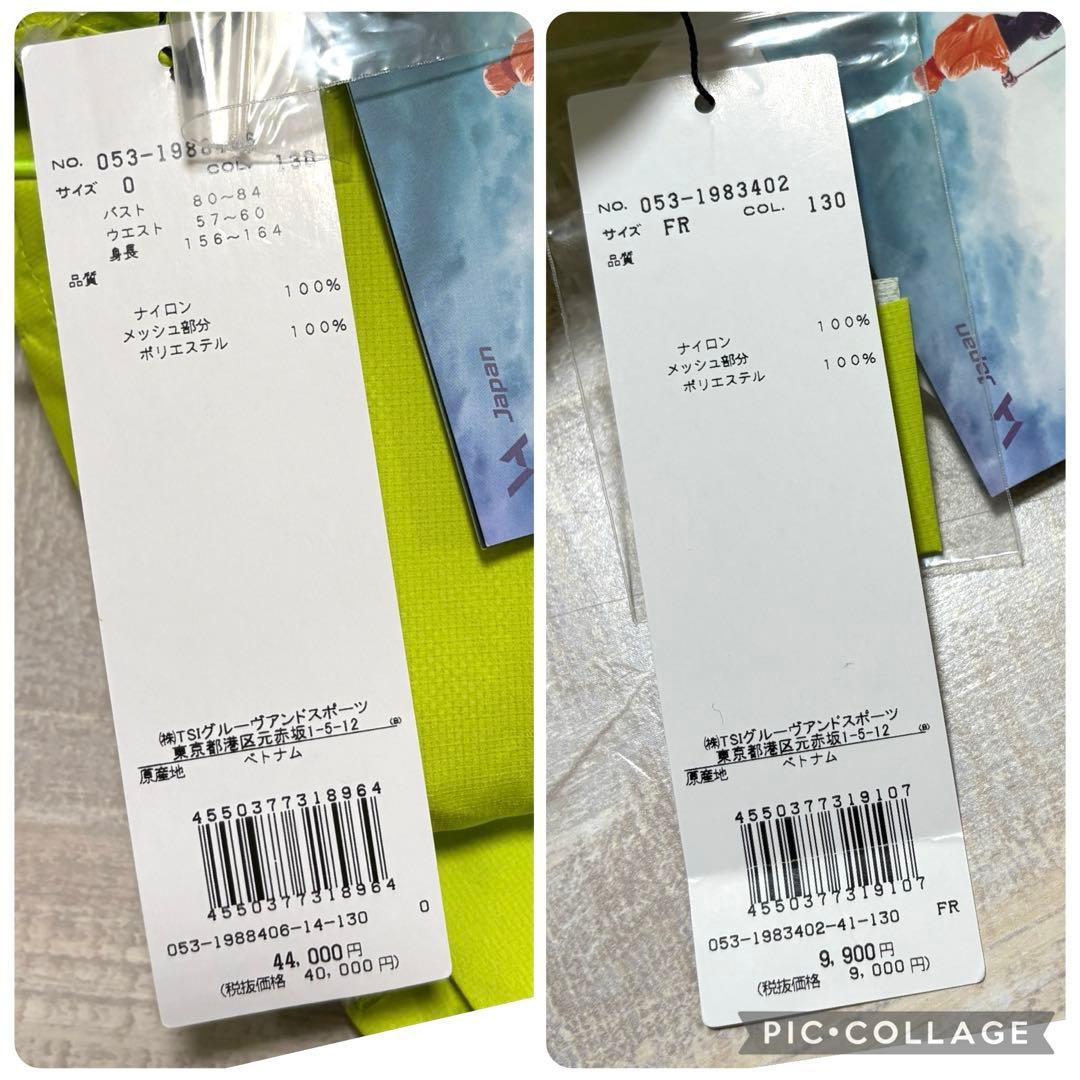 NO. 053-198
COL. 130
サイズ 0
バスト 80～84
ウエスト 57～60
身長 156～164
品質
ナイロン 100%
メッシュ部分
ポリエステル 100%
㈱TSIグルーヴアンドスポーツ
東京都港区元赤坂1-5-12 (B)
原産地 ベトナム
4550377318964
4550377318964
053-1988406-14-130 0
44,000円
(税抜価格 40,000円)
Japan
NO. 053-1983402
COL. 130
サイズ FR
品質
ナイロン 100%
メッシュ部分
ポリエステル 100%
㈱TSIグルーヴアンドスポーツ
東京都港区元赤坂1-5-12 (B)
原産地 ベトナム
4550377319107
4550377319107
053-1983402-41-130 FR
9,900円
(税抜価格 9,000円)
Japan
PIC•COLLAGE